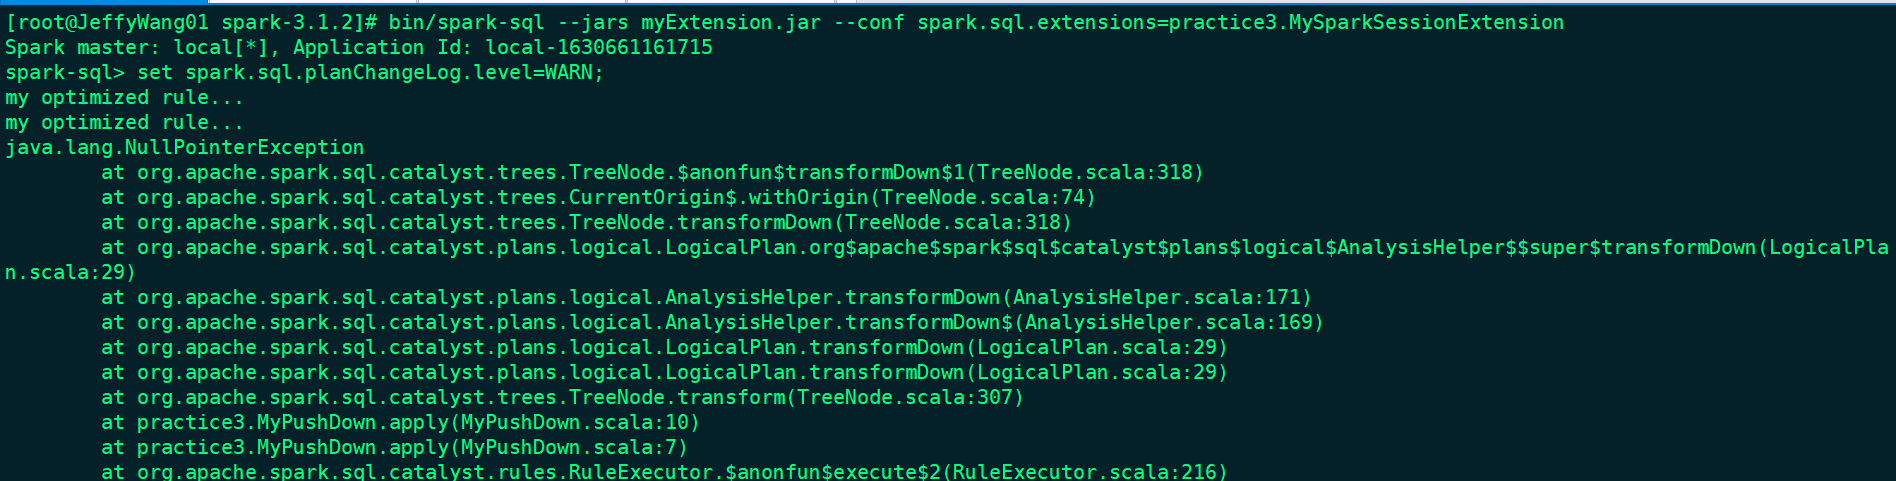 [root@JeffyWang01 spark-3.1.2]# bin/spark-sql --jars myExtension.jar --conf spark.sql.extensions=practice3.MySparkSessionExtension
Spark master: local[*], Application Id: local-1630661161715
spark-sql> set spark.sql.planChangeLog.level=WARN;
my optimized rule...
my optimized rule...
java.lang.NullPointerException
        at org.apache.spark.sql.catalyst.trees.TreeNode.$anonfun$transformDown$1(TreeNode.scala:318)
        at org.apache.spark.sql.catalyst.trees.CurrentOrigin$.withOrigin(TreeNode.scala:74)
        at org.apache.spark.sql.catalyst.trees.TreeNode.transformDown(TreeNode.scala:318)
        at org.apache.spark.sql.catalyst.plans.logical.LogicalPlan.org$apache$spark$sql$catalyst$plans$logical$AnalysisHelper$$super$transformDown(LogicalPla
n.scala:29)
        at org.apache.spark.sql.catalyst.plans.logical.AnalysisHelper.transformDown(AnalysisHelper.scala:171)
        at org.apache.spark.sql.catalyst.plans.logical.AnalysisHelper.transformDown$(AnalysisHelper.scala:169)
        at org.apache.spark.sql.catalyst.plans.logical.LogicalPlan.transformDown(LogicalPlan.scala:29)
        at org.apache.spark.sql.catalyst.plans.logical.LogicalPlan.transformDown(LogicalPlan.scala:29)
        at org.apache.spark.sql.catalyst.trees.TreeNode.transform(TreeNode.scala:307)
        at practice3.MyPushDown.apply(MyPushDown.scala:10)
        at practice3.MyPushDown.apply(MyPushDown.scala:7)
        at org.apache.spark.sql.catalyst.rules.RuleExecutor.$anonfun$execute$2(RuleExecutor.scala:216)